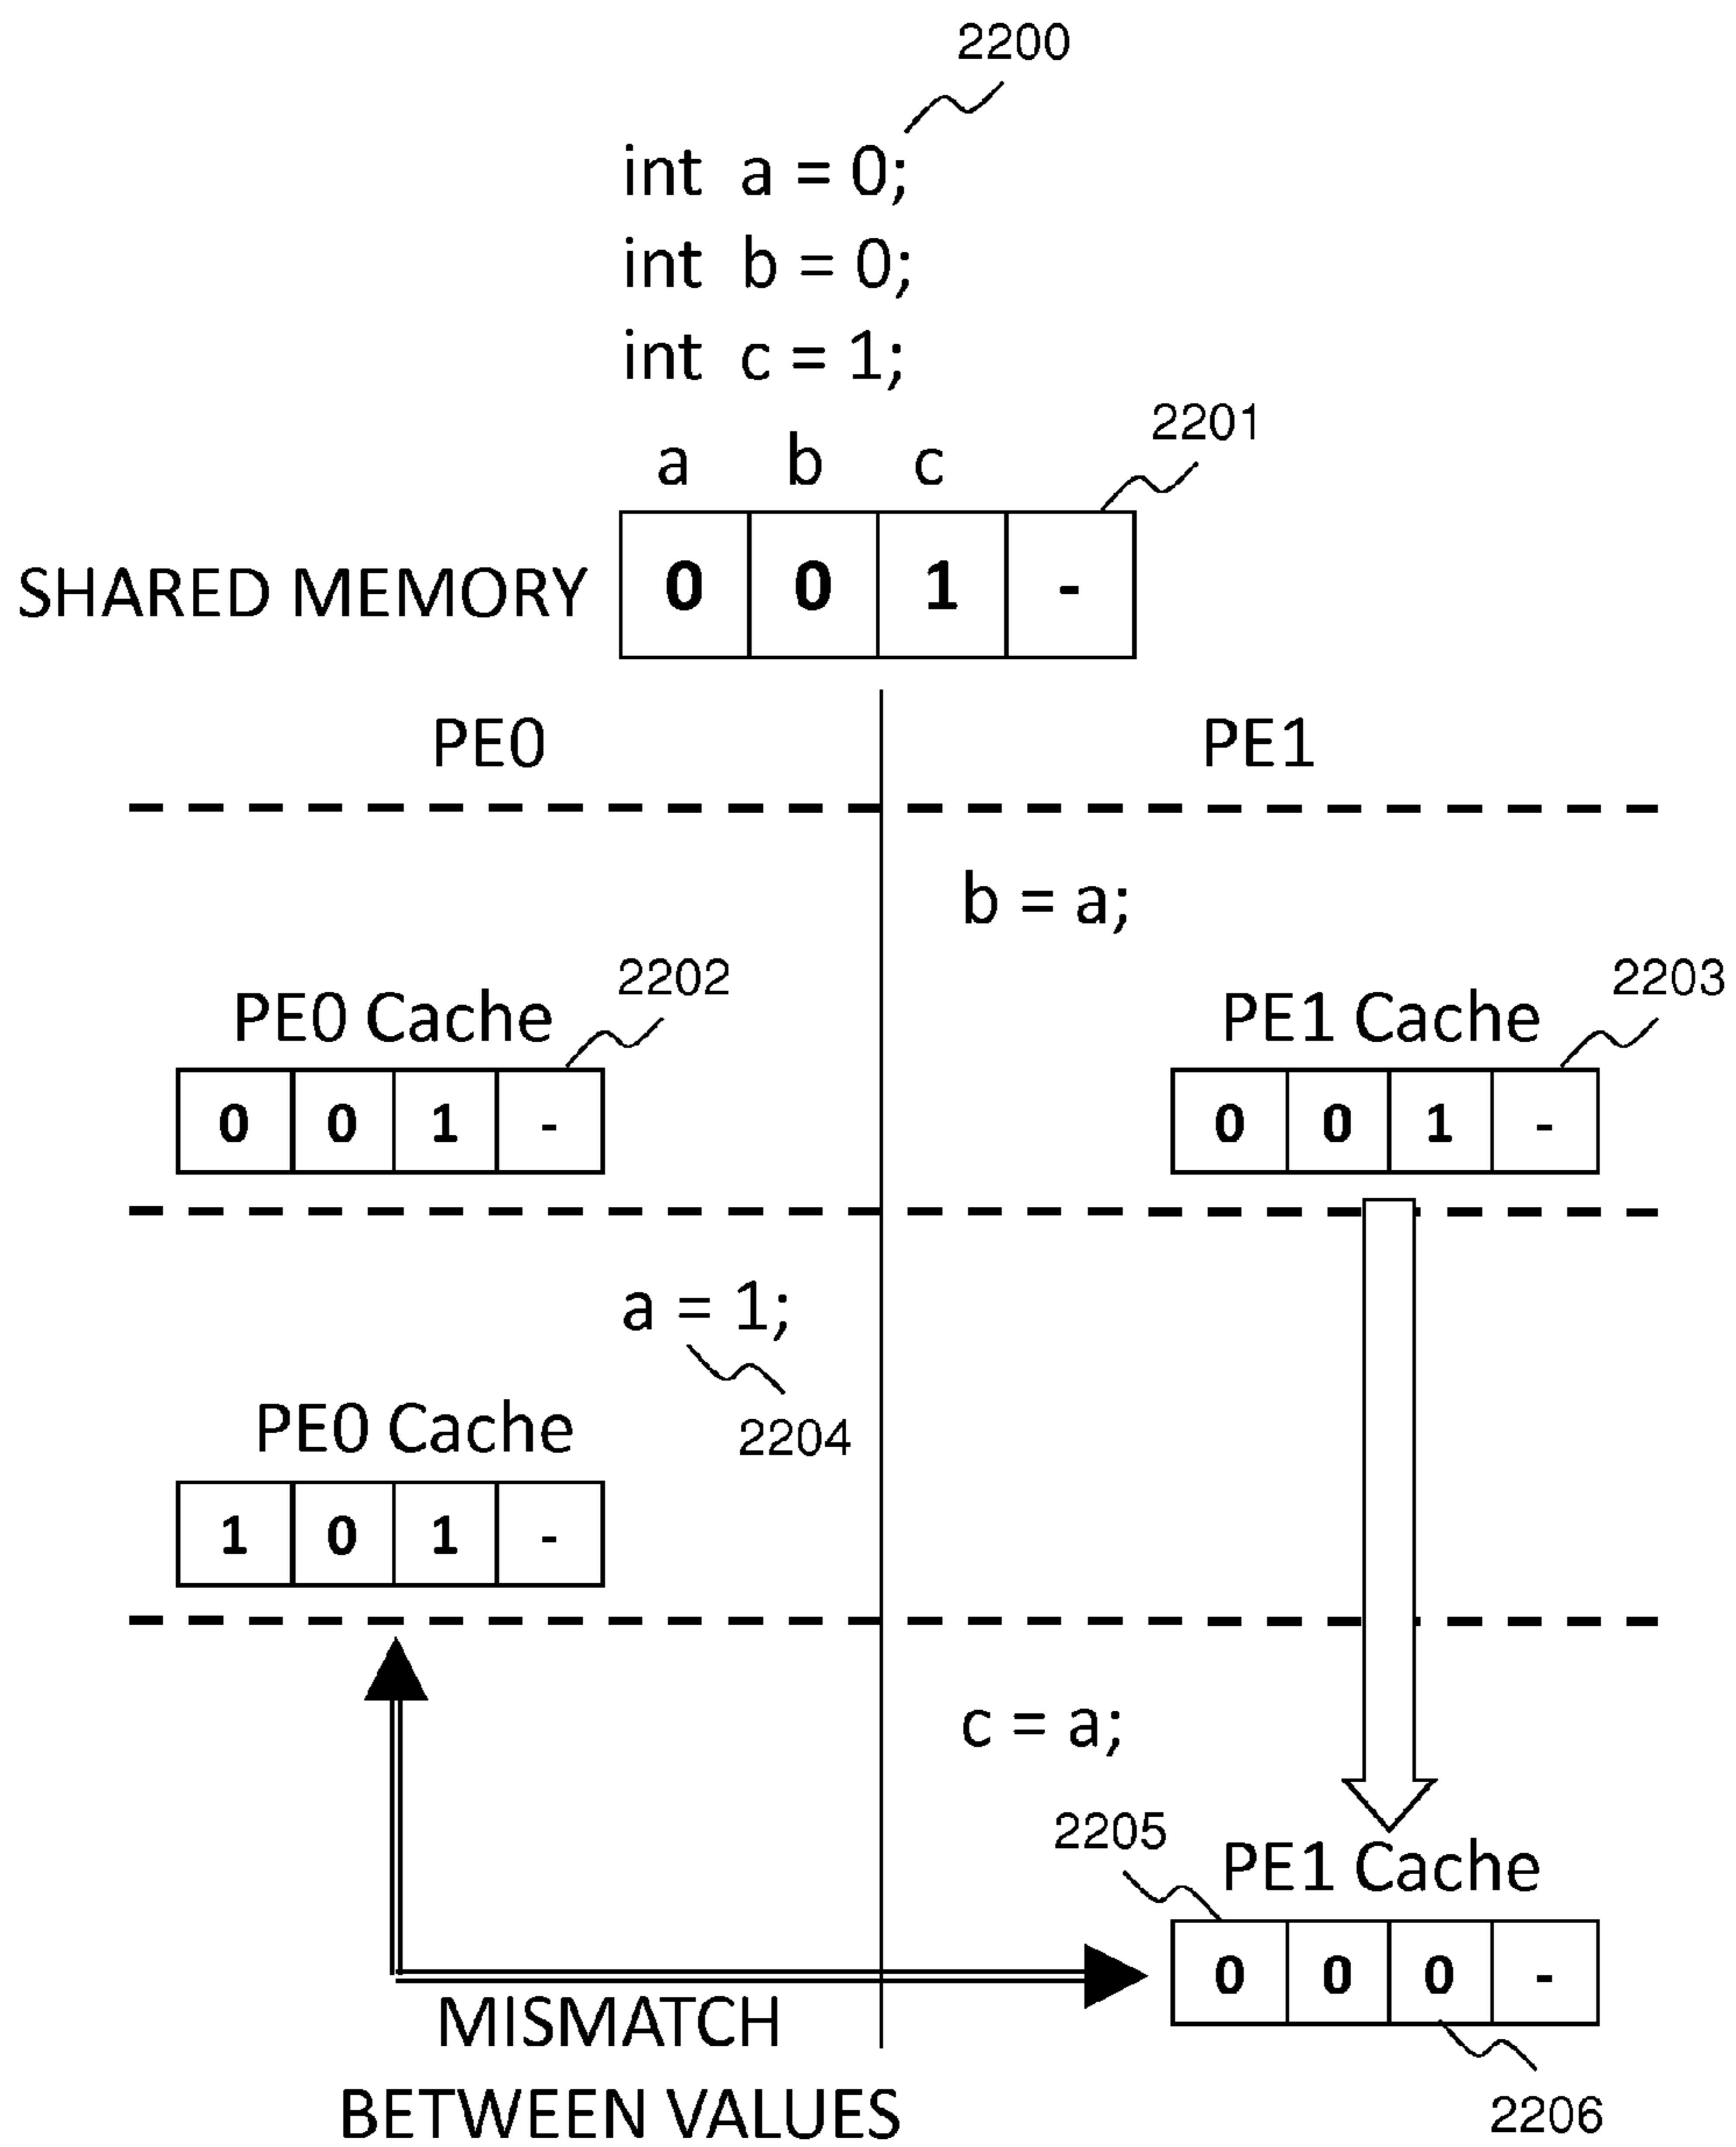 2200
int a = 0;
int b = 0;
int c = 1;
2201
a b c
SHARED MEMORY 0 0 1 -
PE0 PE1
b = a;
2202 2203
PE0 Cache PE1 Cache
0 0 1 - 0 0 1 -
a = 1;
2204
PE0 Cache
1 0 1 -
c = a;
2205
PE1 Cache
0 0 0 -
MISMATCH
BETWEEN VALUES
2206